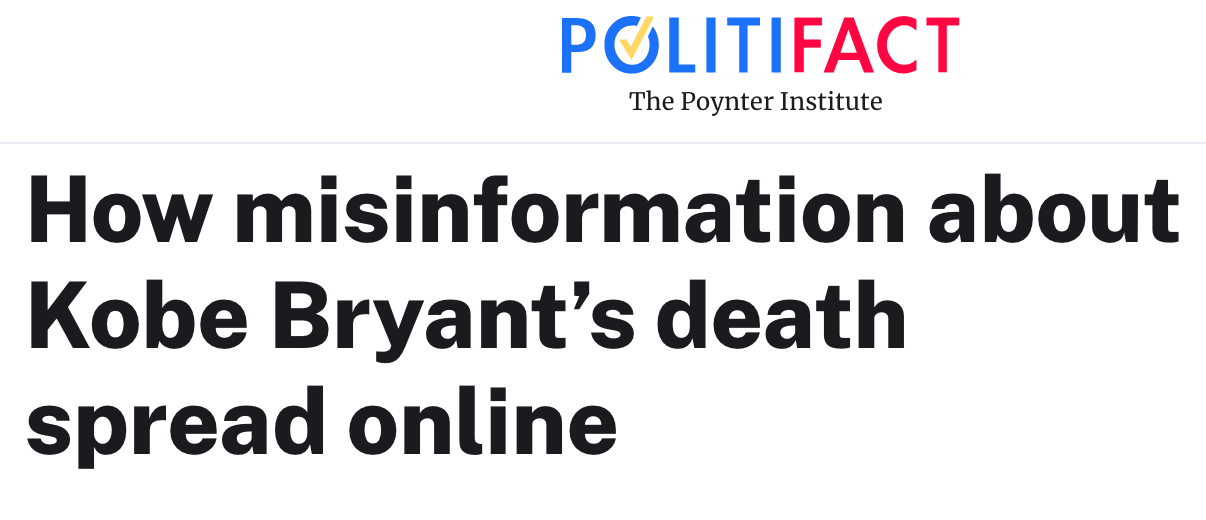 POLITIFACT
The Poynter Institute
How misinformation about
Kobe Bryant’s death
spread online